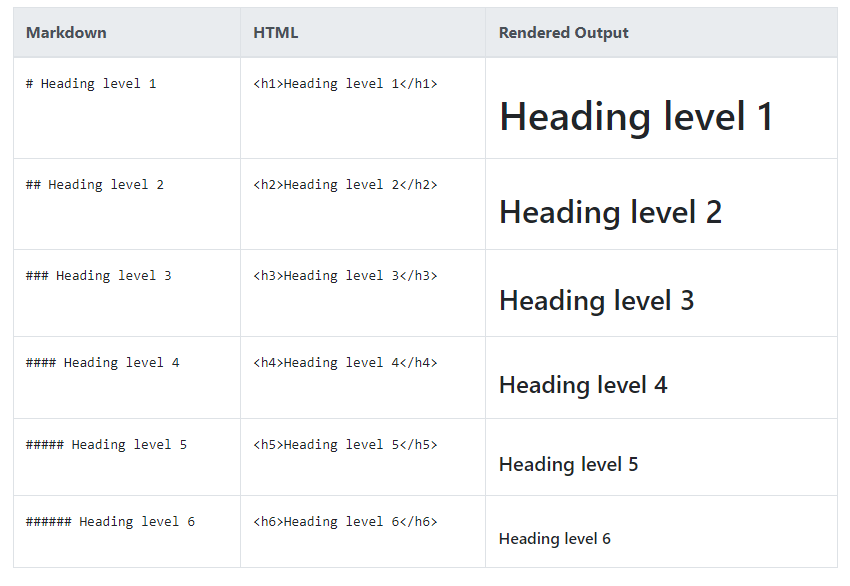 Markdown HTML Rendered Output
# Heading level 1 <h1>Heading level 1</h1> Heading level 1
## Heading level 2 <h2>Heading level 2</h2> Heading level 2
### Heading level 3 <h3>Heading level 3</h3> Heading level 3
#### Heading level 4 <h4>Heading level 4</h4> Heading level 4
##### Heading level 5 <h5>Heading level 5</h5> Heading level 5
###### Heading level 6 <h6>Heading level 6</h6> Heading level 6